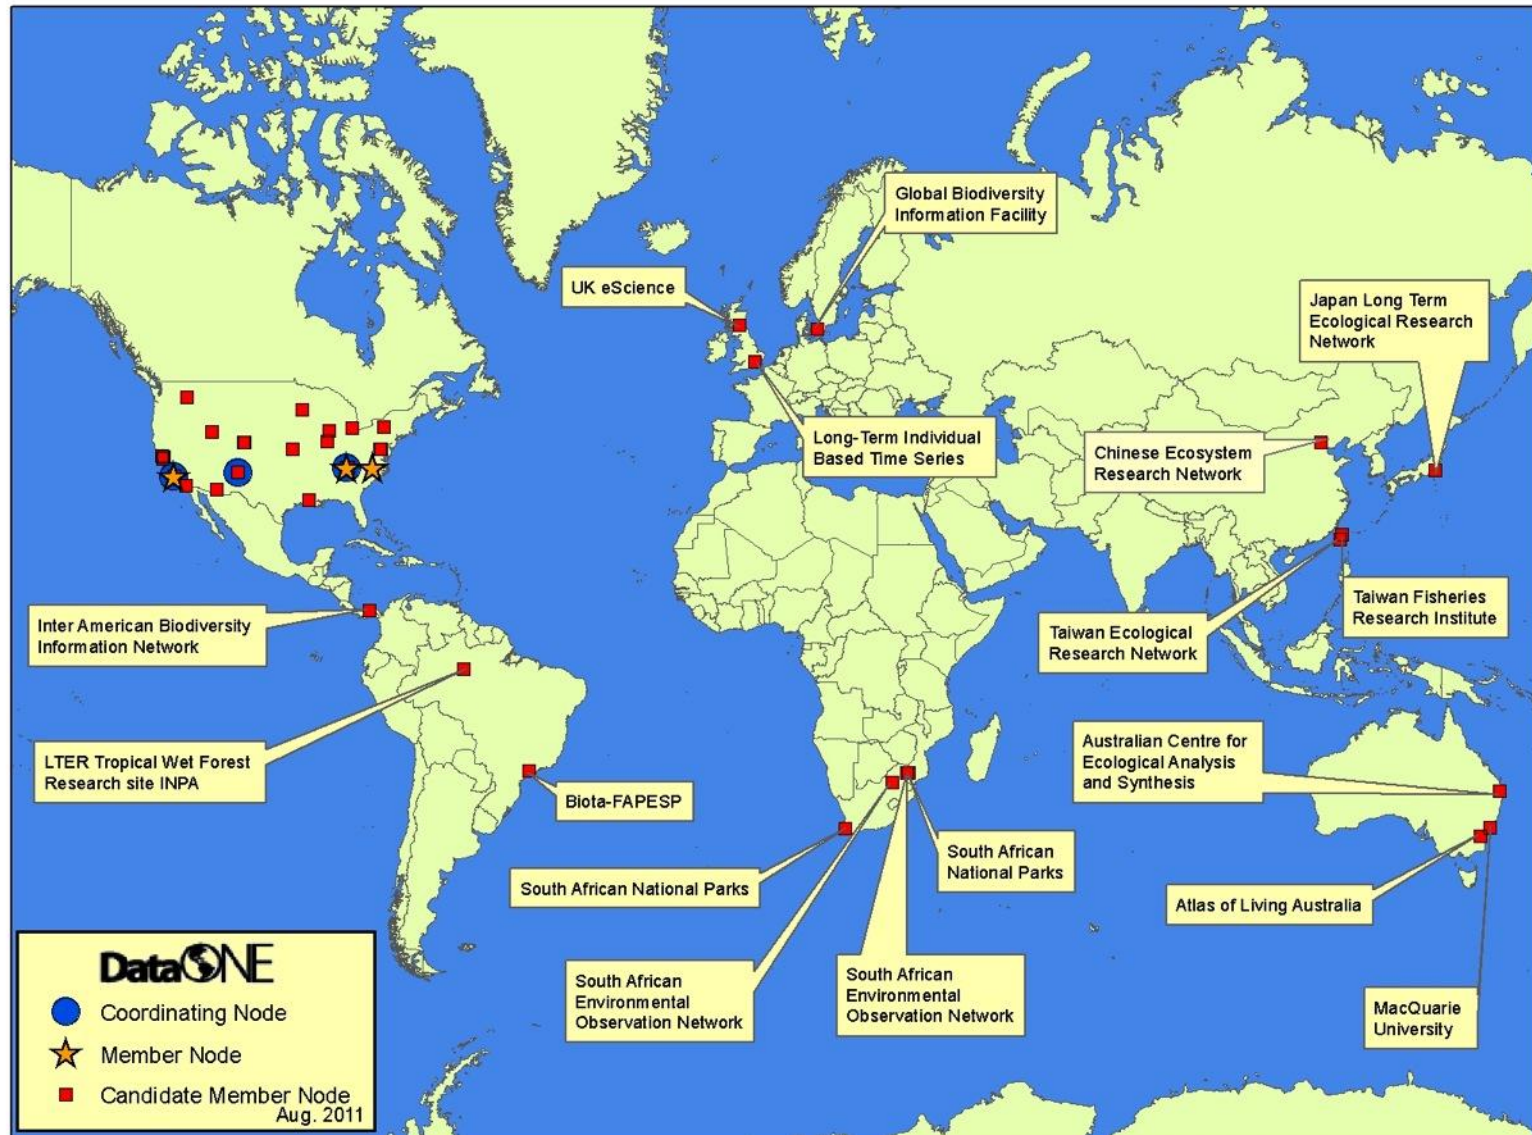 Global Biodiversity
Information Facility
UK eScience
Japan Long Term
Ecological Research
Network
Long-Term Individual
Based Time Series
Chinese Ecosystem
Research Network
Inter American Biodiversity
Information Network
Taiwan Fisheries
Research Institute
Taiwan Ecological
Research Network
LTER Tropical Wet Forest
Research site INPA
Biota-FAPESP
Australian Centre for
Ecological Analysis
and Synthesis
South African
National Parks
South African National Parks
Atlas of Living Australia
South African
Environmental
Observation Network
South African
Environmental
Observation Network
MacQuarie
University
DataONE
Coordinating Node
Member Node
Candidate Member Node
Aug. 2011